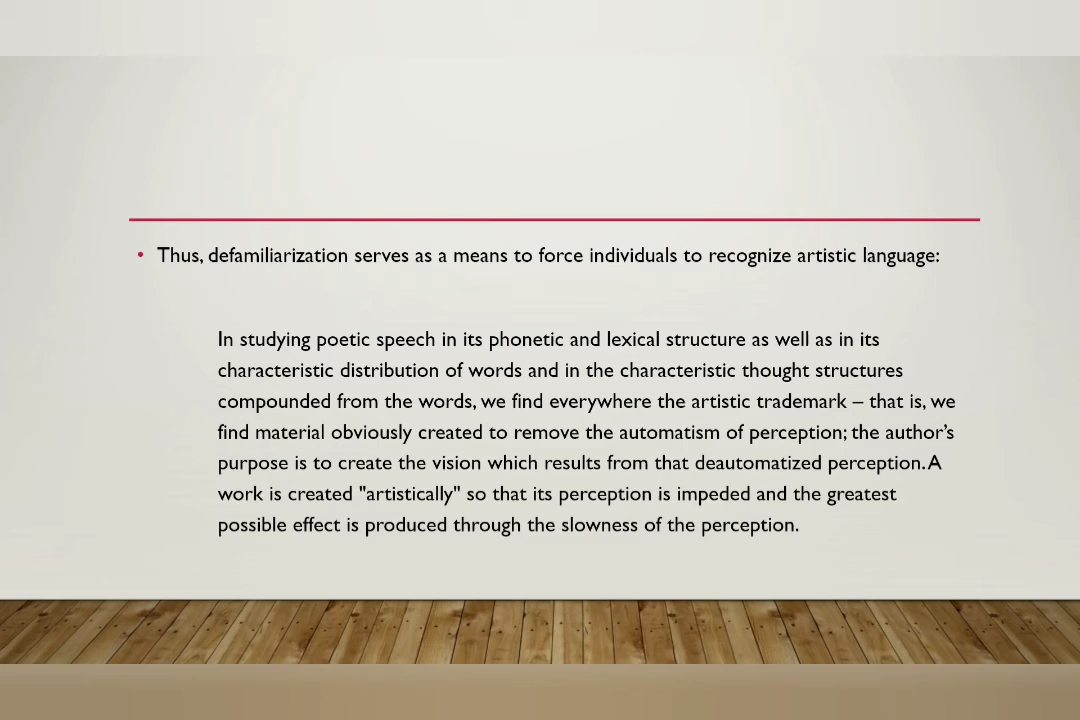 • Thus, defamiliarization serves as a means to force individuals to recognize artistic language:
In studying poetic speech in its phonetic and lexical structure as well as in its
characteristic distribution of words and in the characteristic thought structures
compounded from the words, we find everywhere the artistic trademark – that is, we
find material obviously created to remove the automatism of perception; the author’s
purpose is to create the vision which results from that deautomatized perception. A
work is created "artistically" so that its perception is impeded and the greatest
possible effect is produced through the slowness of the perception.